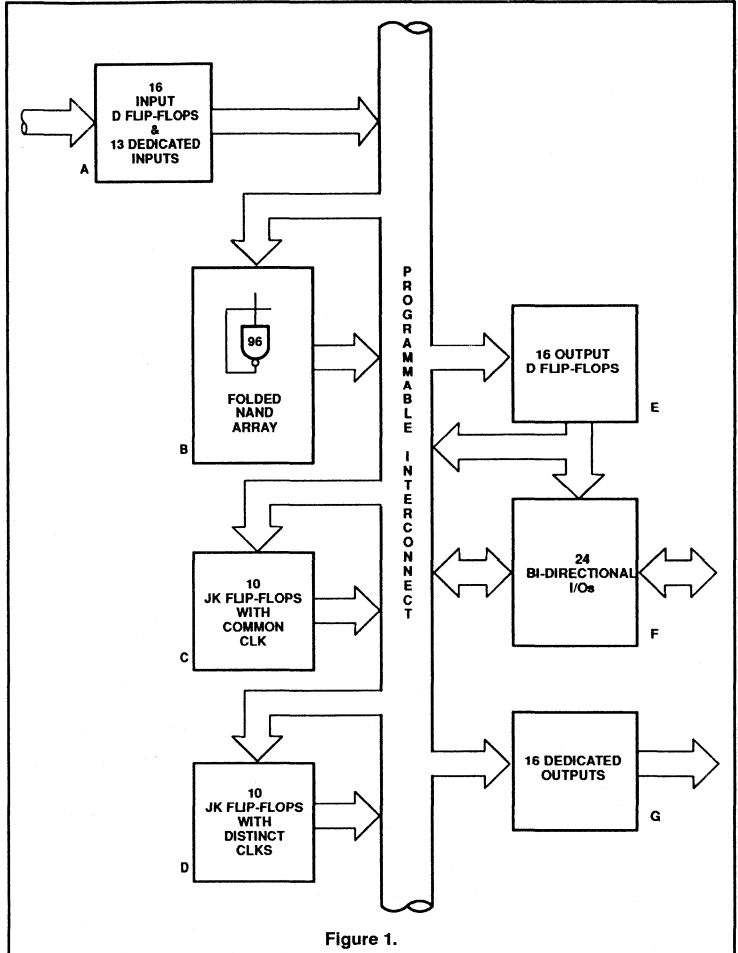 16
INPUT
D FLIP-FLOPS
&
13 DEDICATED
INPUTS
A
96
FOLDED
NAND
ARRAY
B
10
JK FLIP-FLOPS
WITH
COMMON
CLK
C
10
JK FLIP-FLOPS
WITH
DISTINCT
CLKS
D
PROGRAMMABLE INTERCONNECT
16 OUTPUT
D FLIP-FLOPS
E
24
BI-DIRECTIONAL
I/Os
F
16 DEDICATED
OUTPUTS
G
Figure 1.